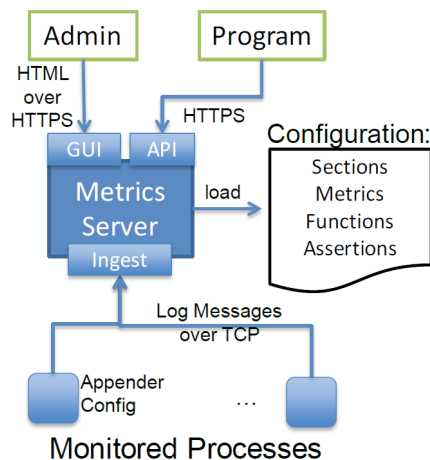 Admin
Program
HTML
over
HTTPS
HTTPS
GUI
API
Metrics
Server
Ingest
load
Configuration:
Sections
Metrics
Functions
Assertions
Log Messages
over TCP
Appender
Config
...
Monitored Processes